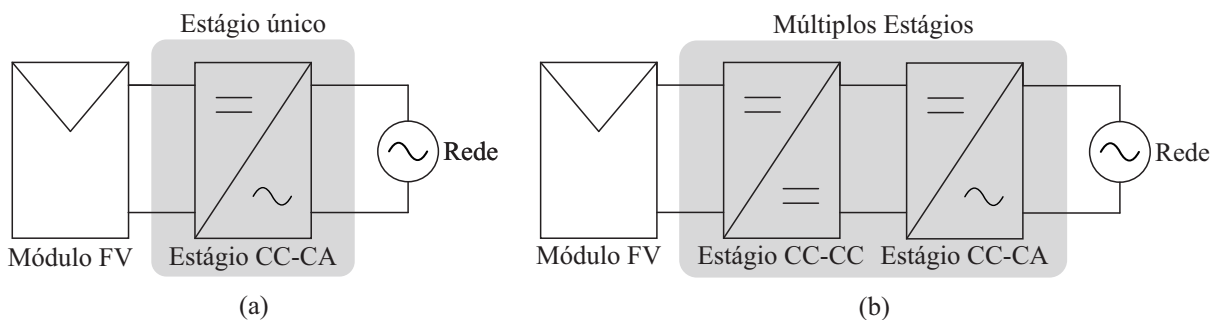 Estágio único
Rede
Módulo FV
Estágio CC-CA
(a)
Múltiplos Estágios
Rede
Módulo FV
Estágio CC-CC
Estágio CC-CA
(b)